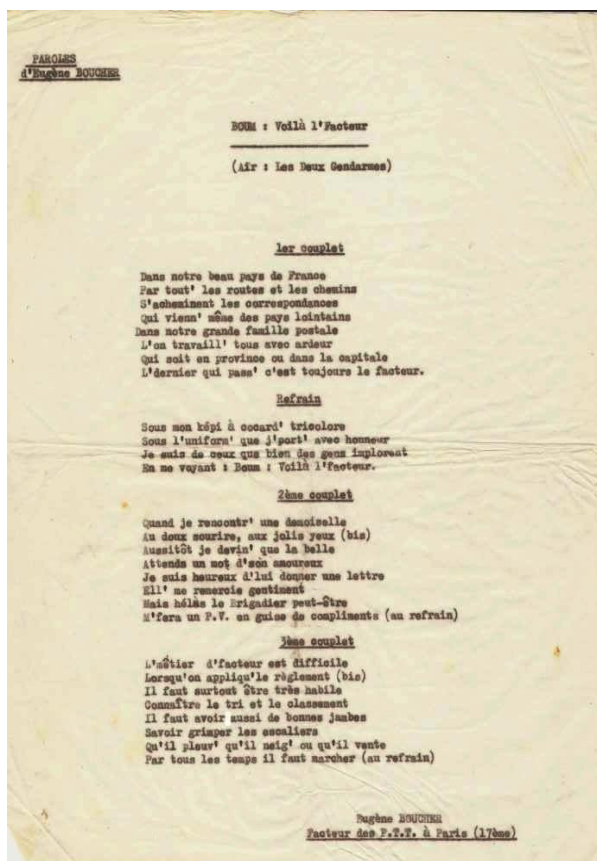 PAROLES
d'Eugène BOUCHER
BOUM : Voilà l'Facteur
(Air : Les Deux Gendarmes)
1er couplet
Dans notre beau pays de France
Par tout' les routes et les chemins
S'acheminent les correspondances
Qui vienn' même des pays lointains
Dans notre grande famille postale
L'on travaill' tous avec ardeur
Qui soit en province ou dans la capitale
L'dernier qui pass' c'est toujours le facteur.
Refrain
Sous mon képi à cocard' tricolore
Sous l'uniform' que j'port' avec honneur
Je suis de ceux que bien des gens implorent
En me voyant : Boum : Voilà l'facteur.
2ème couplet
Quand je rencontr' une demoiselle
Au doux sourire, aux jolis yeux (bis)
Aussitôt je devin' que la belle
Attends un mot d'son amoureux
Je suis heureux d'lui donner une lettre
Ell' me remercie gentiment
Mais hélas le Brigadier peut-être
M'fera un P.V. en guise de compliments (au refrain)
3ème couplet
L'métier d'facteur est difficile
Lorsqu'on appliqu'le règlement (bis)
Il faut surtout être très habile
Connaître le tri et le classement
Il faut avoir aussi de bonnes jambes
Savoir grimper les escaliers
Qu'il pleuv' qu'il neig' ou qu'il vente
Par tous les temps il faut marcher (au refrain)
Eugène BOUCHER
Facteur des P.T.T. à Paris (17ème)